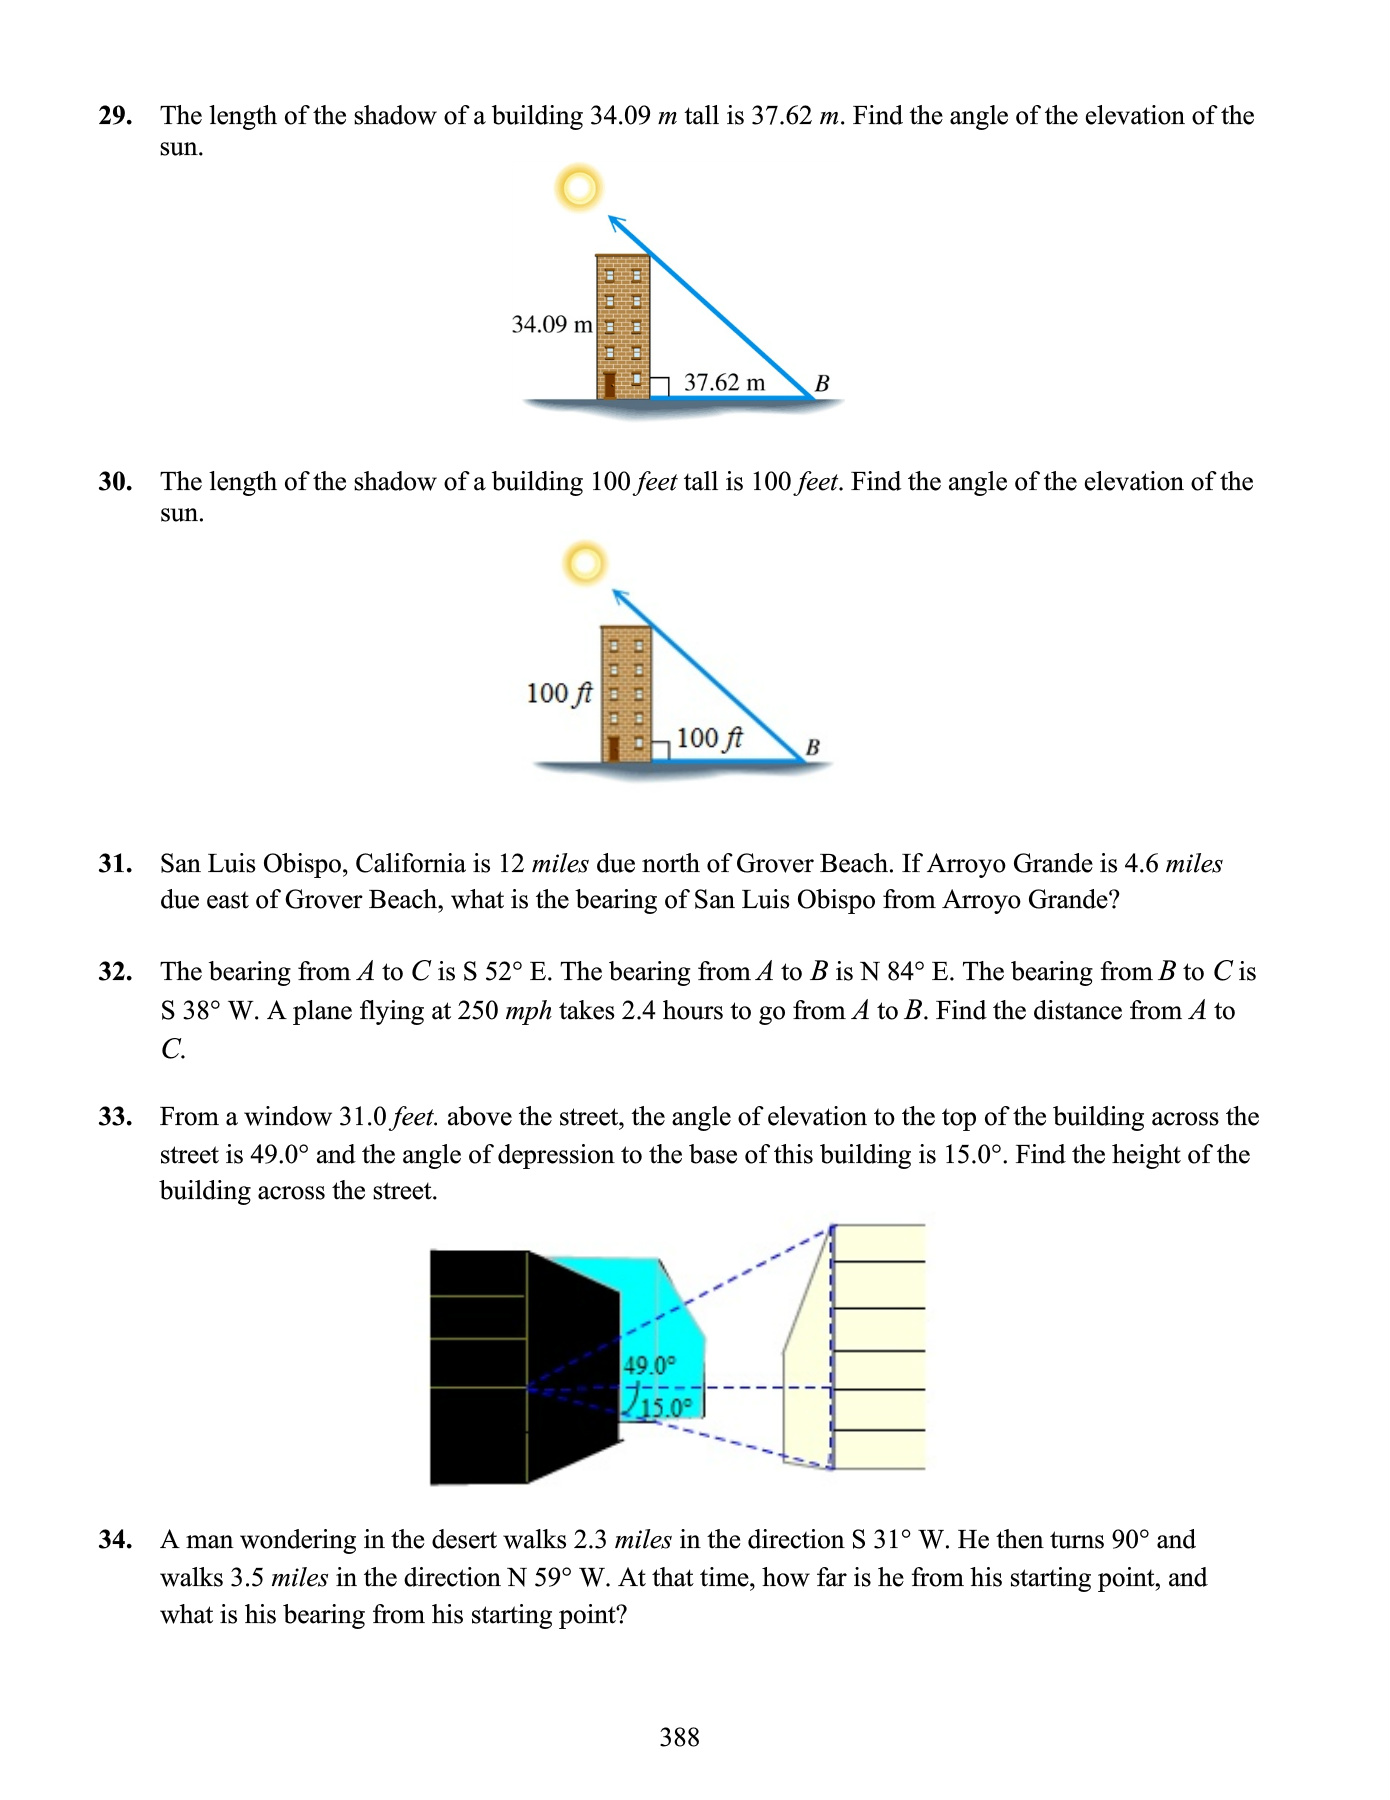 29. The length of the shadow of a building 34.09 m tall is 37.62 m. Find the angle of the elevation of the
sun.
34.09 m
37.62 m
B
30. The length of the shadow of a building 100 feet tall is 100 feet. Find the angle of the elevation of the
sun.
100 ft
100 ft
B
31. San Luis Obispo, California is 12 miles due north of Grover Beach. If Arroyo Grande is 4.6 miles
due east of Grover Beach, what is the bearing of San Luis Obispo from Arroyo Grande?
32. The bearing from A to C is S 52° E. The bearing from A to B is N 84° E. The bearing from B to C is
S 38° W. A plane flying at 250 mph takes 2.4 hours to go from A to B. Find the distance from A to
C.
33. From a window 31.0 feet. above the street, the angle of elevation to the top of the building across the
street is 49.0° and the angle of depression to the base of this building is 15.0°. Find the height of the
building across the street.
49.0°
15.0°
34. A man wondering in the desert walks 2.3 miles in the direction S 31° W. He then turns 90° and
walks 3.5 miles in the direction N 59° W. At that time, how far is he from his starting point, and
what is his bearing from his starting point?
388